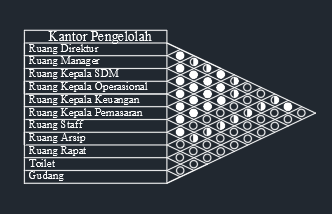 Kantor Pengelolah
Ruang Direktur
Ruang Manager
Ruang Kepala SDM
Ruang Kepala Operasional
Ruang Kepala Keuangan
Ruang Kepala Pemasaran
Ruang Staff
Ruang Arsip
Ruang Rapat
Toilet
Gudang